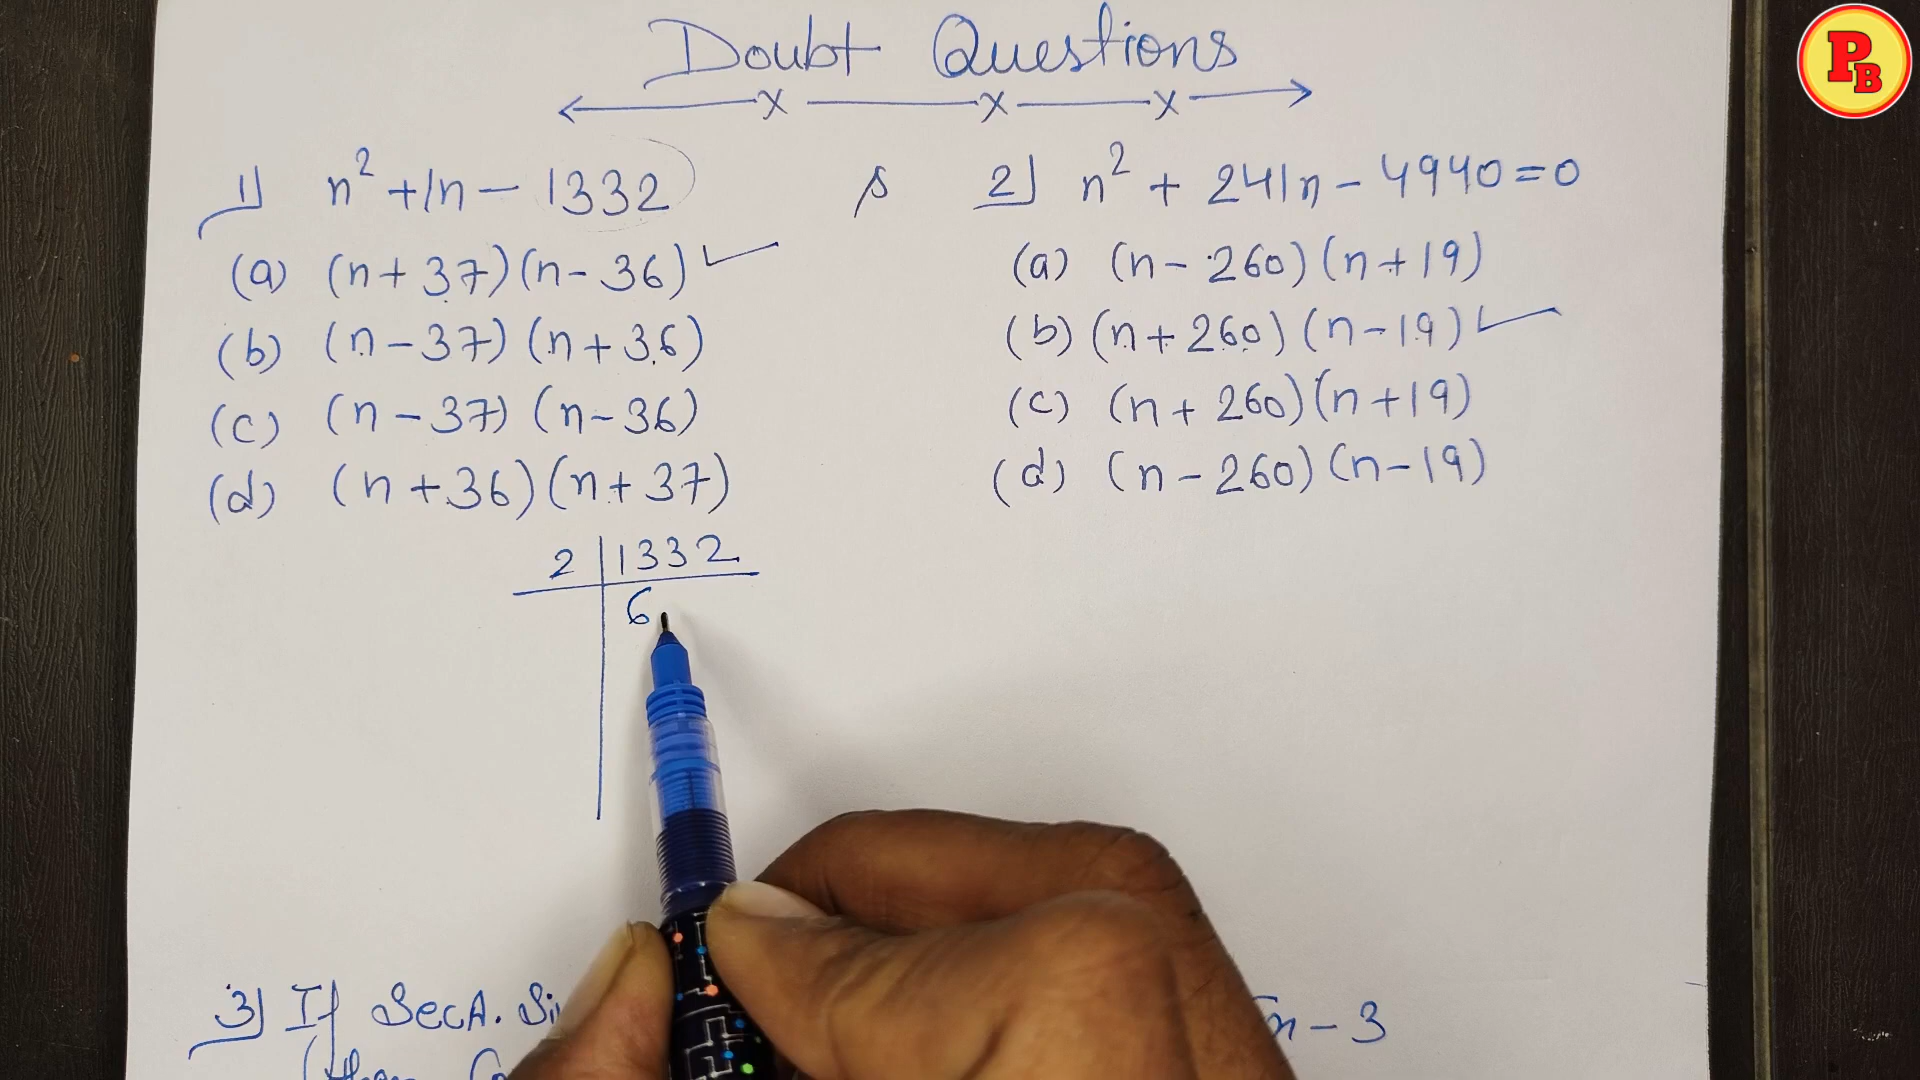 Doubt Questions
1) n² + 1n - 1332
(a) (n + 37)(n - 36) ✓
(b) (n - 37) (n + 36)
(c) (n - 37) (n - 36)
(d) (n + 36)(n + 37)
2 | 1332
6
2) n² + 241n - 4940 = 0
(a) (n - 260)(n + 19)
(b) (n + 260)(n - 19) ✓
(c) (n + 260)(n + 19)
(d) (n - 260)(n - 19)
3) If SecA. n - 3
PB